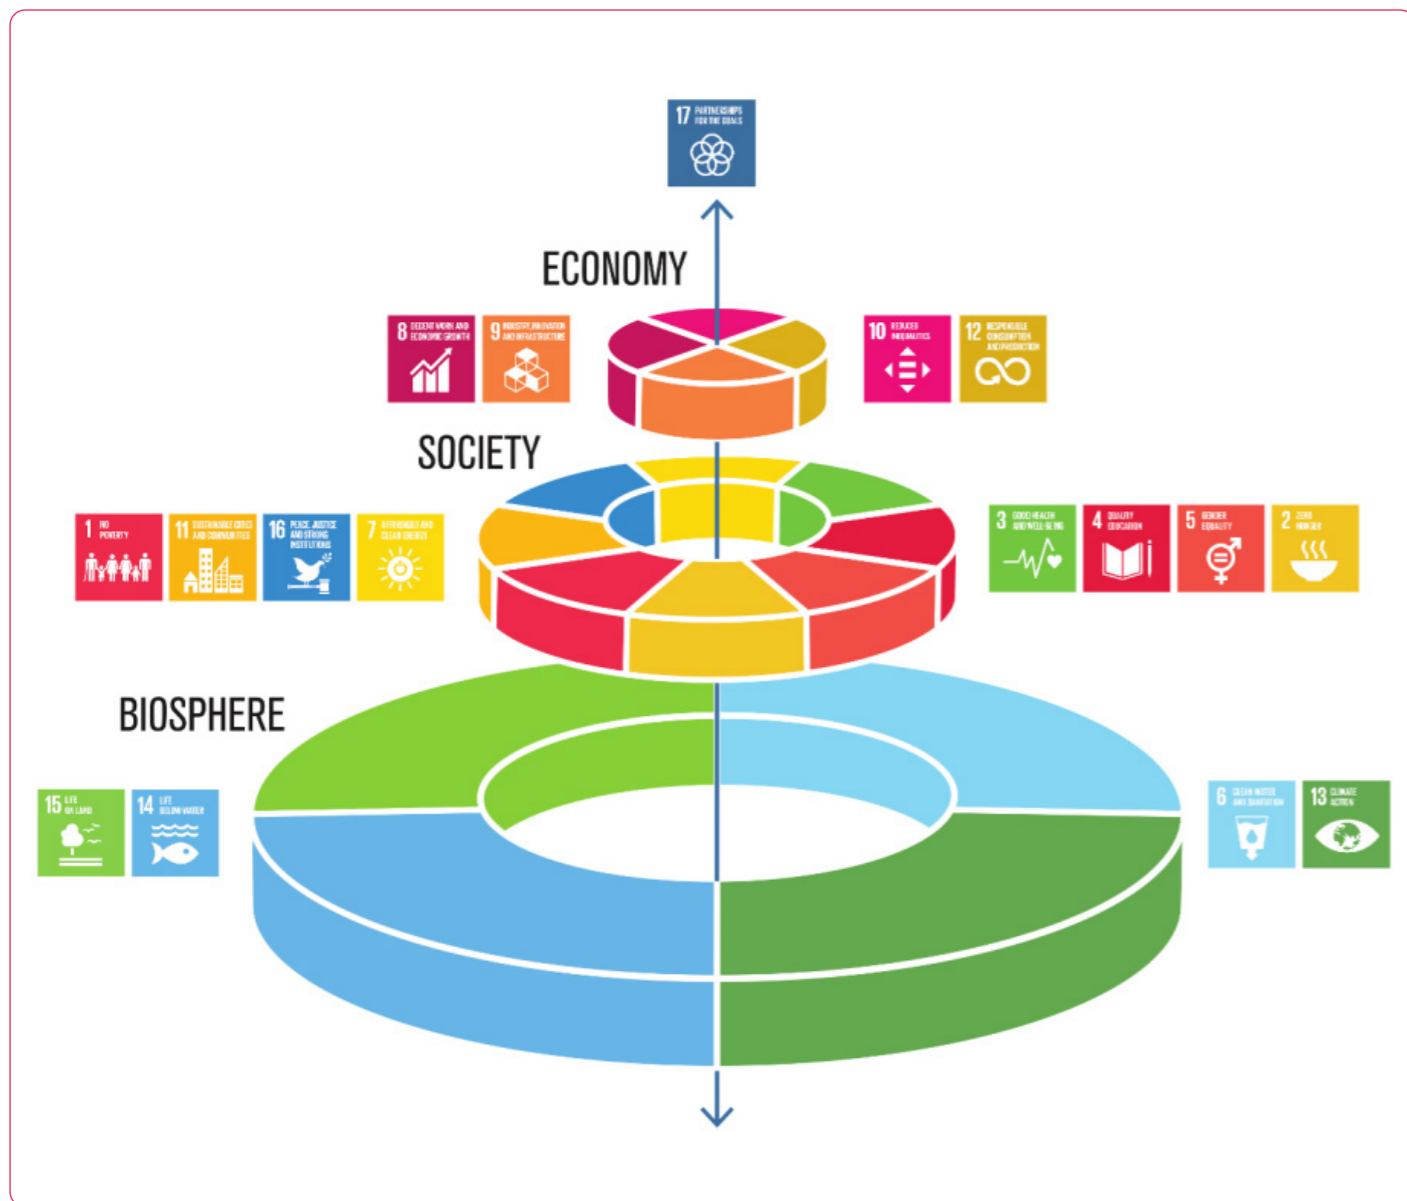 17 PARTNERSHIPS
FOR THE GOALS
ECONOMY
8 DECENT WORK AND
ECONOMIC GROWTH
9 INDUSTRY, INNOVATION
AND INFRASTRUCTURE
10 REDUCED
INEQUALITIES
12 RESPONSIBLE
CONSUMPTION
AND PRODUCTION
SOCIETY
1 NO
POVERTY
11 SUSTAINABLE CITIES
AND COMMUNITIES
16 PEACE, JUSTICE
AND STRONG
INSTITUTIONS
7 AFFORDABLE AND
CLEAN ENERGY
3 GOOD HEALTH
AND WELL-BEING
4 QUALITY
EDUCATION
5 GENDER
EQUALITY
2 ZERO
HUNGER
BIOSPHERE
15 LIFE
ON LAND
14 LIFE
BELOW WATER
6 CLEAN WATER
AND SANITATION
13 CLIMATE
ACTION